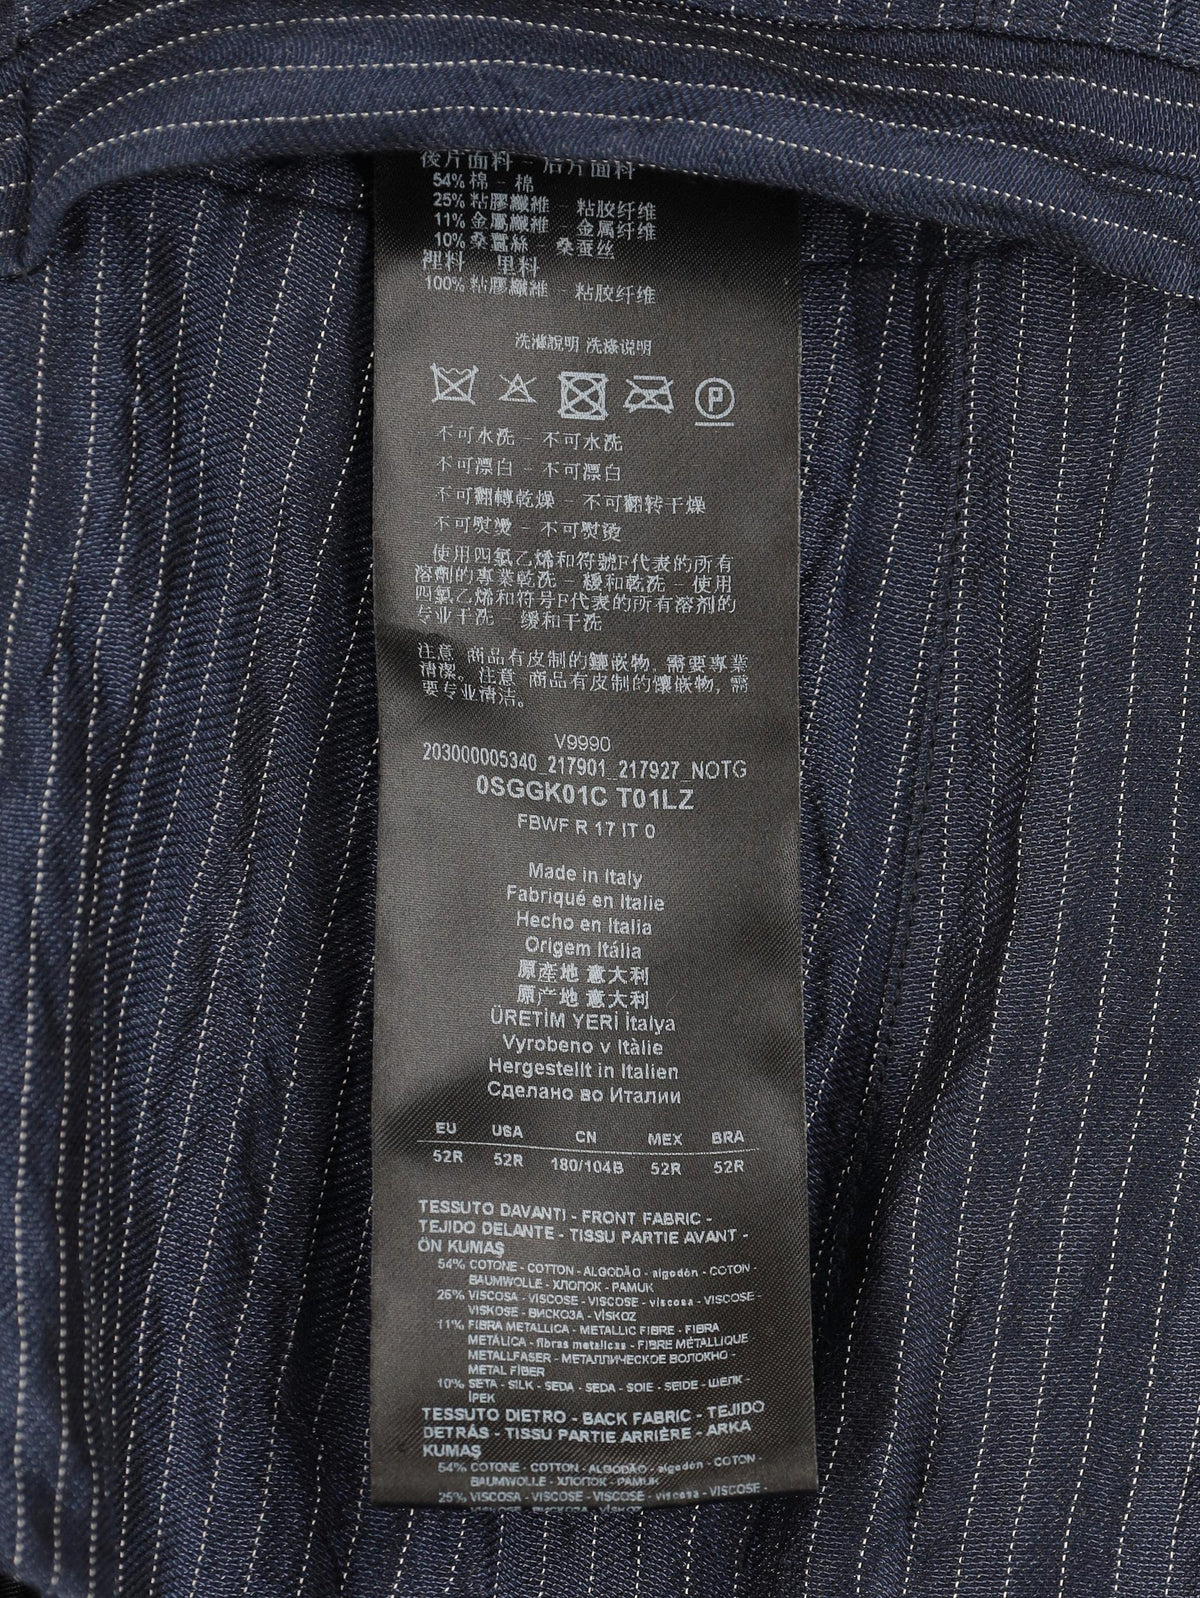 後片面料 - 后片面料
54% 棉 - 棉
25% 粘膠纖維 - 粘胶纤维
11% 金屬纖維 - 金属纤维
10% 桑蠶絲 - 桑蚕丝
裡料 里料
100% 粘膠纖維 - 粘胶纤维
洗滌說明 洗涤说明
P
不可水洗 - 不可水洗
不可漂白 - 不可漂白
不可翻轉乾燥 - 不可翻转干燥
不可熨燙 - 不可熨烫
使用四氯乙烯和符號F代表的所有
溶劑的專業乾洗 - 緩和乾洗 - 使用
四氯乙烯和符号F代表的所有溶剂的
专业干洗 - 缓和干洗
注意 商品有皮制的鑲嵌物, 需要專業
清潔。注意 商品有皮制的镶嵌物, 需
要专业清洁。
V9990
203000005340_217901_217927_NOTG
0SGGK01C T01LZ
FBWF R 17 IT 0
Made in Italy
Fabriqué en Italie
Hecho en Italia
Origem Itália
原產地 意大利
原产地 意大利
ÜRETİM YERİ İtalya
Vyrobeno v Itàlie
Hergestellt in Italien
Сделано во Италии
EU USA CN MEX BRA
52R 52R 180/104B 52R 52R
TESSUTO DAVANTI - FRONT FABRIC -
TEJIDO DELANTE - TISSU PARTIE AVANT -
ÖN KUMAŞ
54% COTONE - COTTON - ALGODÃO - algodón - COTON -
BAUMWOLLE - ХЛОПОК - PAMUK
25% VISCOSA - VISCOSE - VISCOSE - viscosa - VISCOSE -
VISKOSE - ВИСКОЗА - VİSKOZ
11% FIBRA METALLICA - METALLIC FIBRE - FIBRA
METÁLICA - fibras metalicas - FIBRE MÉTALLIQUE
METALLFASER - МЕТАЛЛИЧЕСКОЕ ВОЛОКНО -
METAL FİBER
10% SETA - SILK - SEDA - SEDA - SOIE - SEIDE - ШЕЛК -
İPEK
TESSUTO DIETRO - BACK FABRIC - TEJIDO
DETRÁS - TISSU PARTIE ARRIÈRE - ARKA
KUMAŞ
54% COTONE - COTTON - ALGODÃO - algodón - COTON -
BAUMWOLLE - ХЛОПОК - PAMUK
25% VISCOSA - VISCOSE - VISCOSE - viscosa - VISCOSE -